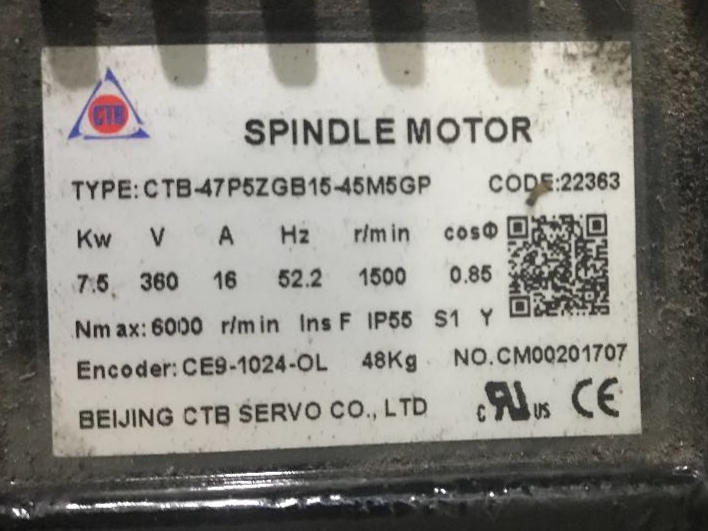 CTB
SPINDLE MOTOR
TYPE: CTB-47P5ZGB15-45M5GP CODE:22363
Kw V A Hz r/min cosΦ
7.5 360 16 52.2 1500 0.85
Nmax: 6000 r/min Ins F IP55 S1 Y
Encoder: CE9-1024-OL 48Kg NO.CM00201707
BEIJING CTB SERVO CO., LTD c RU US CE